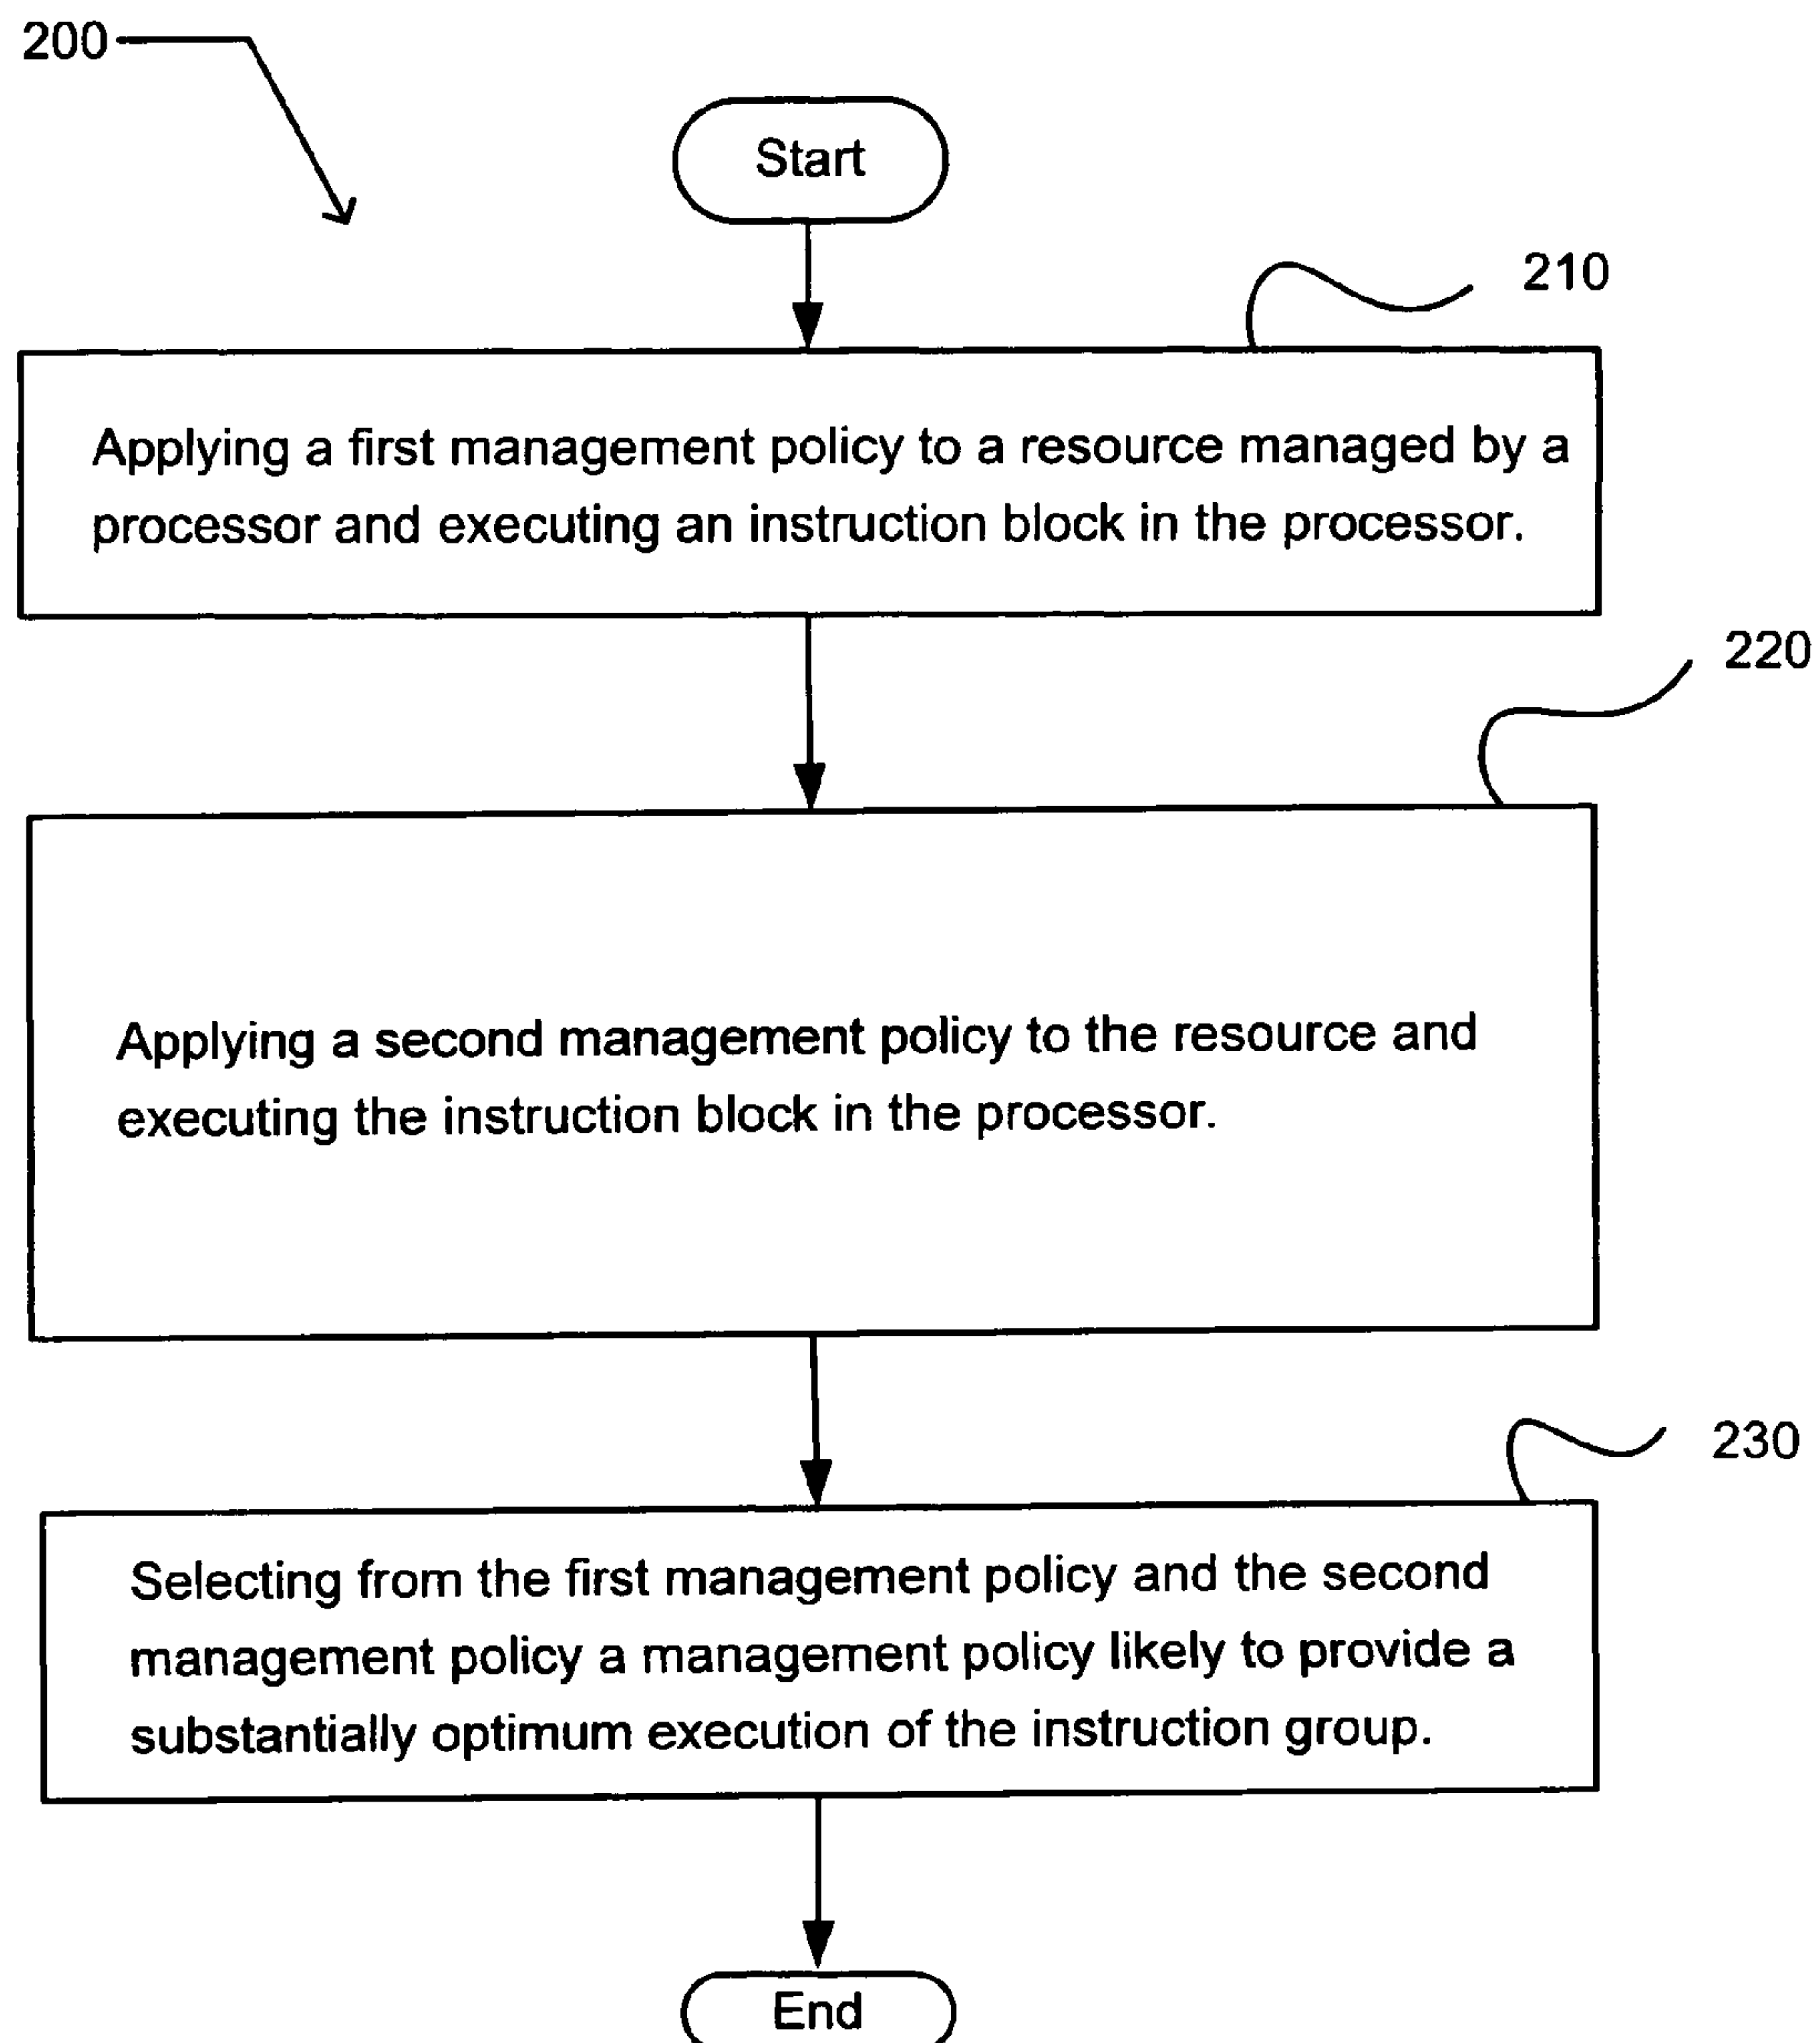 200
Start
210
Applying a first management policy to a resource managed by a
processor and executing an instruction block in the processor.
220
Applying a second management policy to the resource and
executing the instruction block in the processor.
230
Selecting from the first management policy and the second
management policy a management policy likely to provide a
substantially optimum execution of the instruction group.
End